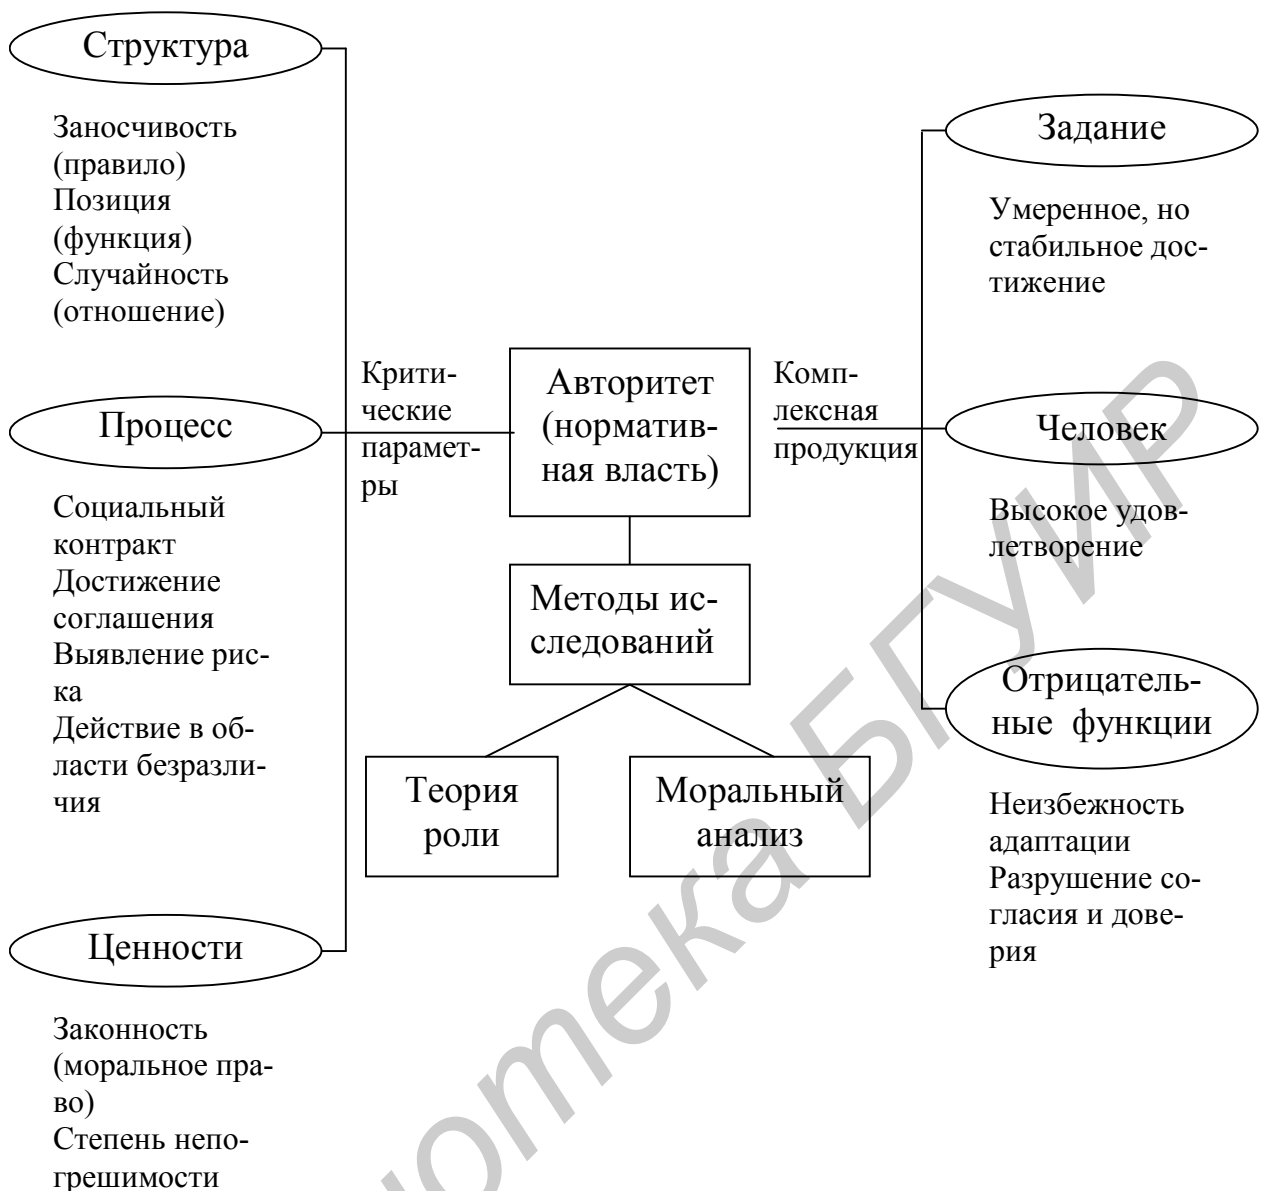 Структура
Заносчивость
(правило)
Позиция
(функция)
Случайность
(отношение)
Процесс
Социальный
контракт
Достижение
соглашения
Выявление рис-
ка
Действие в об-
ласти безразли-
чия
Ценности
Законность
(моральное пра-
во)
Степень непо-
грешимости
Крити-
ческие
парамет-
ры
Авторитет
(норматив-
ная власть)
Методы ис-
следований
Теория
роли
Моральный
анализ
Комп-
лексная
продукция
Задание
Умеренное, но
стабильное дос-
тижение
Человек
Высокое удов-
летворение
Отрицатель-
ные функции
Неизбежность
адаптации
Разрушение со-
гласия и дове-
рия
отека БГУИР